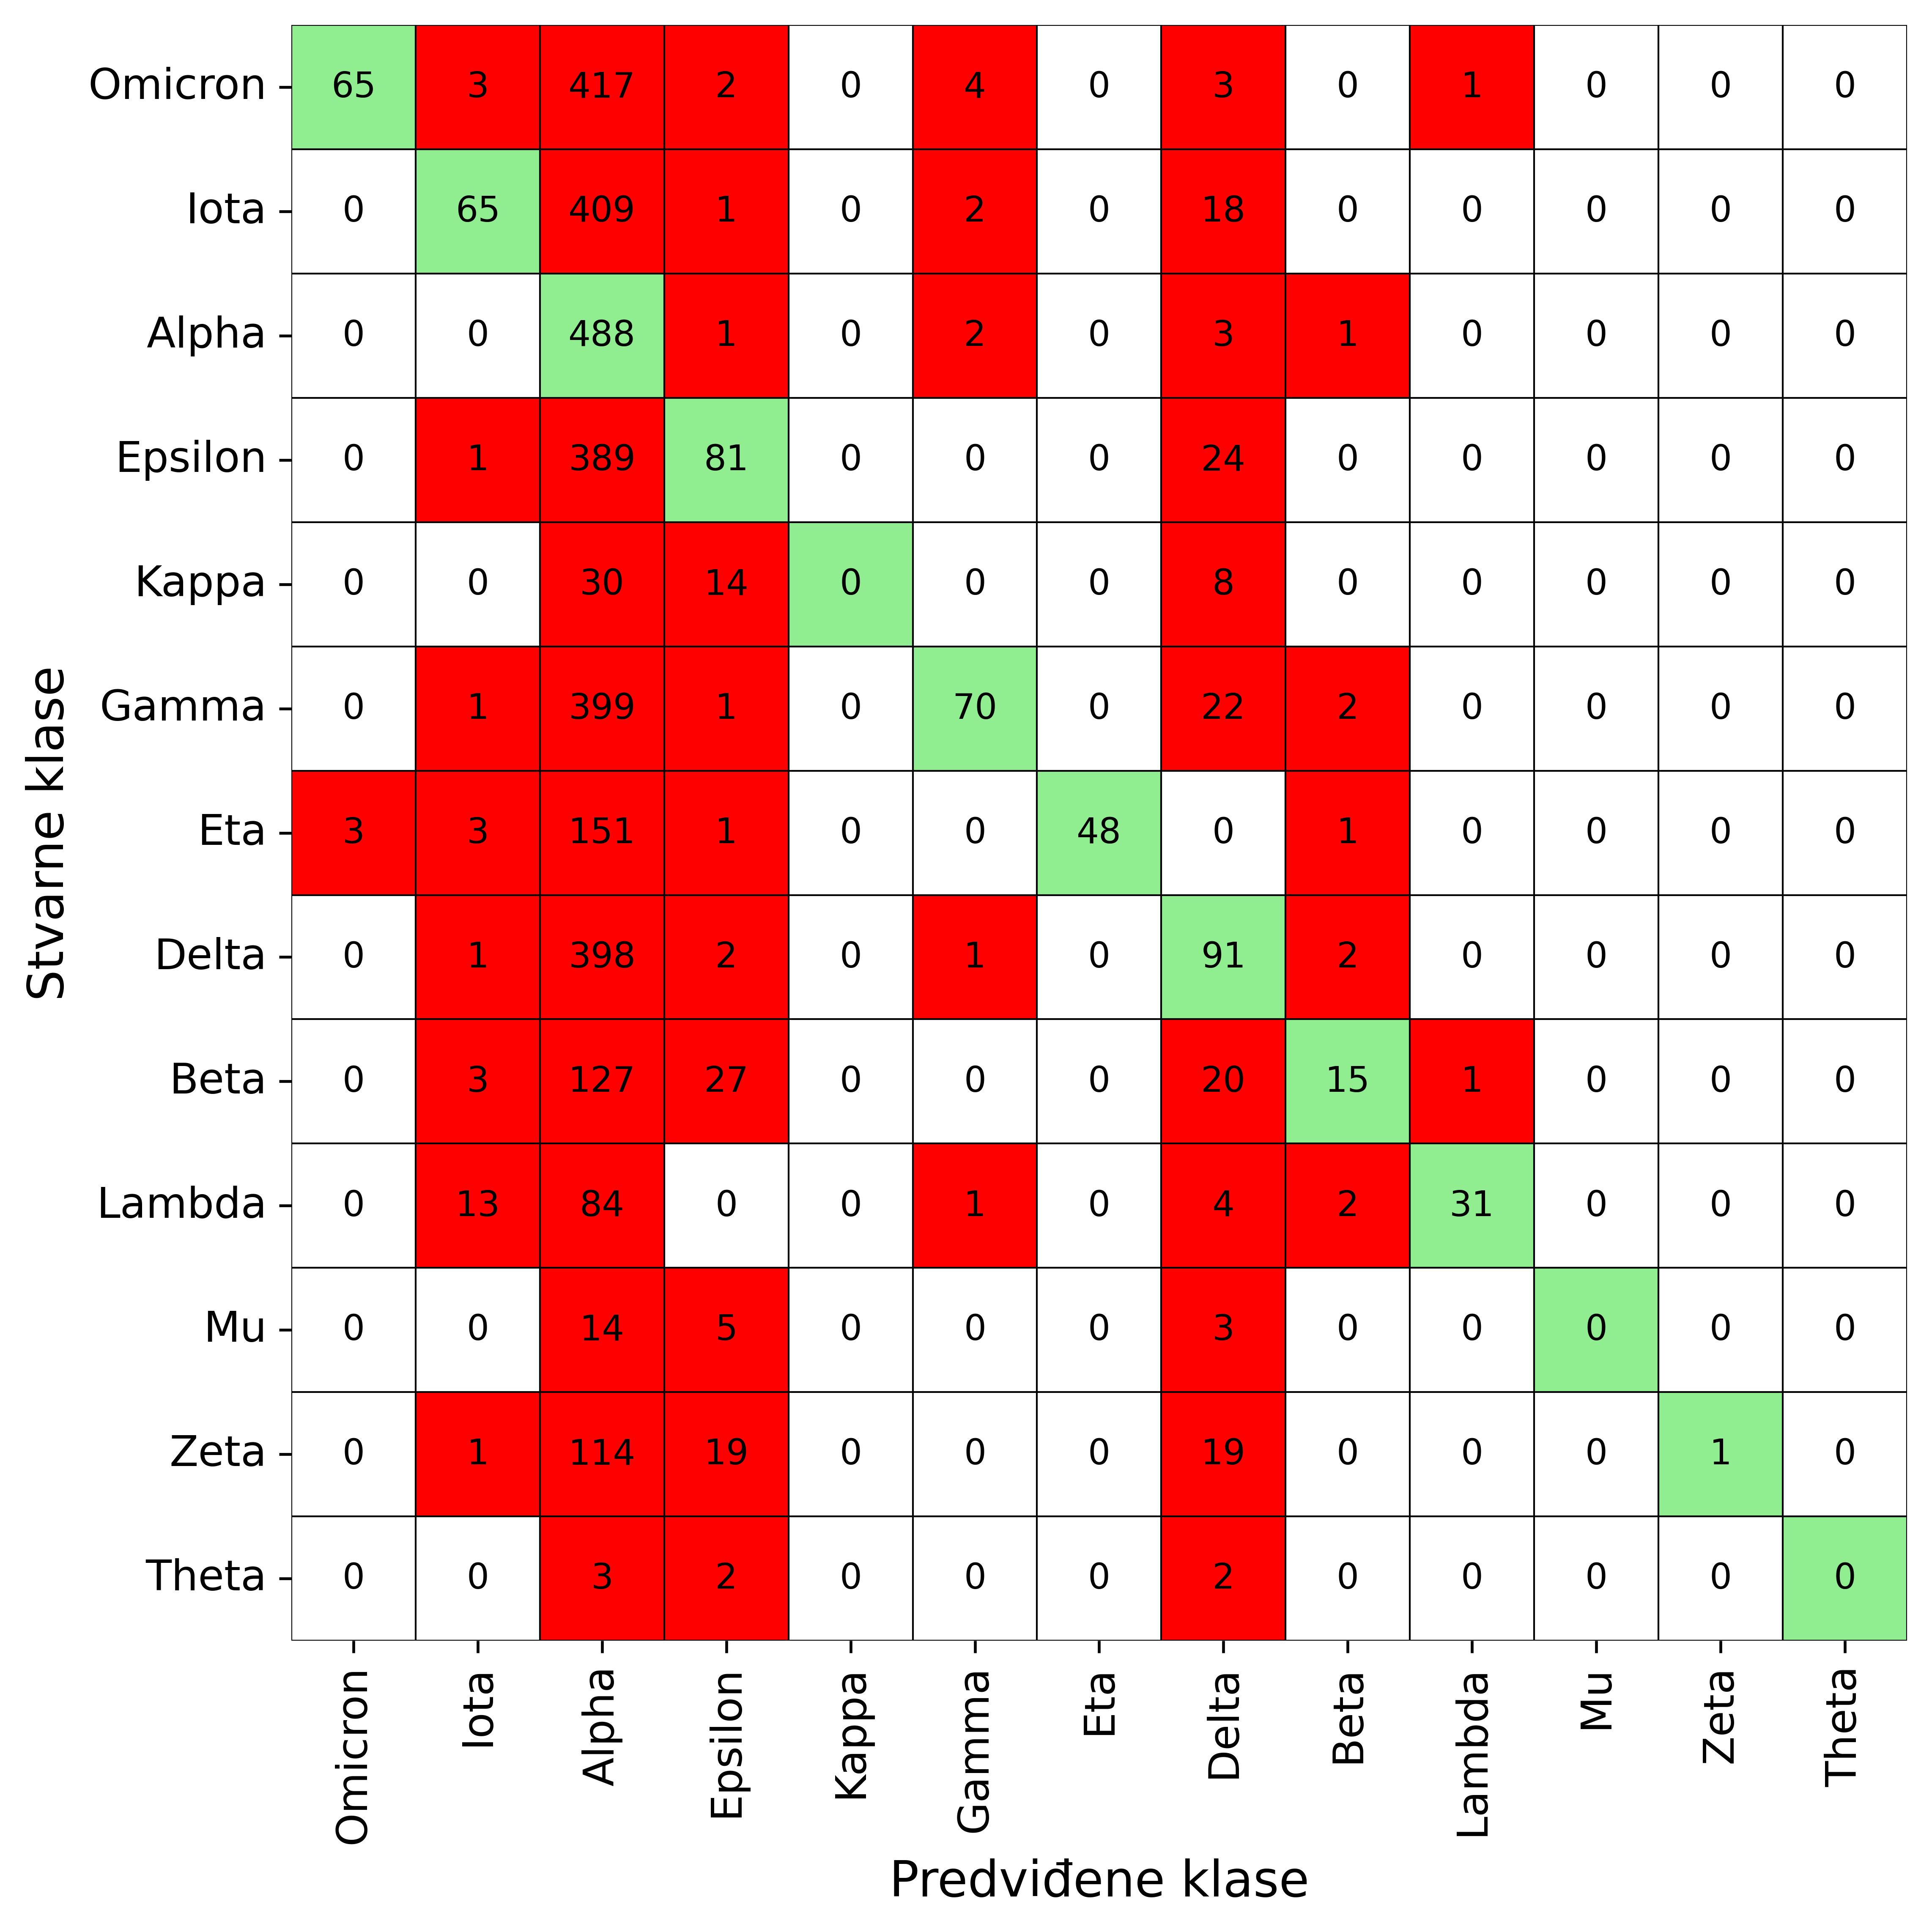 Omicron 65 3 417 2 0 4 0 3 0 1 0 0 0
Iota 0 65 409 1 0 2 0 18 0 0 0 0 0
Alpha 0 0 488 1 0 2 0 3 1 0 0 0 0
Epsilon 0 1 389 81 0 0 0 24 0 0 0 0 0
Kappa 0 0 30 14 0 0 0 8 0 0 0 0 0
Gamma 0 1 399 1 0 70 0 22 2 0 0 0 0
Eta 3 3 151 1 0 0 48 0 1 0 0 0 0
Delta 0 1 398 2 0 1 0 91 2 0 0 0 0
Beta 0 3 127 27 0 0 0 20 15 1 0 0 0
Lambda 0 13 84 0 0 1 0 4 2 31 0 0 0
Mu 0 0 14 5 0 0 0 3 0 0 0 0 0
Zeta 0 1 114 19 0 0 0 19 0 0 0 1 0
Theta 0 0 3 2 0 0 0 2 0 0 0 0 0
Omicron Iota Alpha Epsilon Kappa Gamma Eta Delta Beta Lambda Mu Zeta Theta
Predviđene klase
Stvarne klase